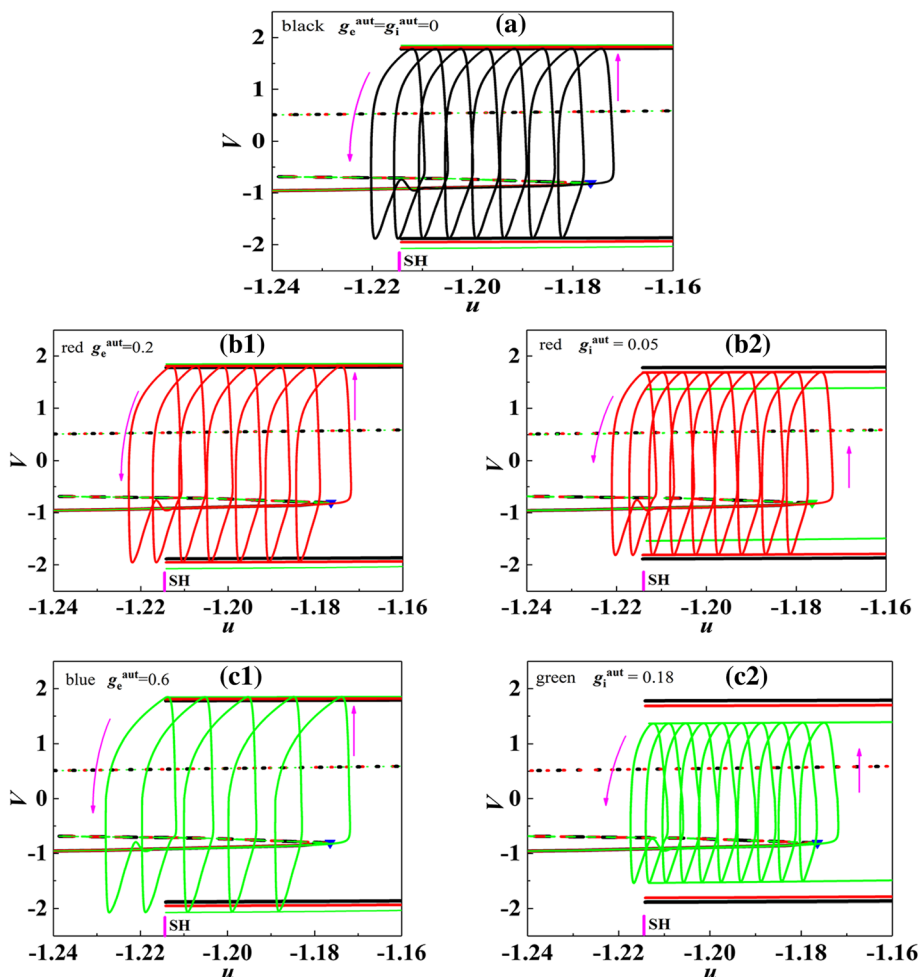 black g_e^aut=g_i^aut=0 (a)
2
1
0
-1
-2
V
SH
-1.24 -1.22 -1.20 -1.18 -1.16
u
red g_e^aut=0.2 (b1)
2
1
0
-1
-2
V
SH
-1.24 -1.22 -1.20 -1.18 -1.16
u
red g_i^aut = 0.05 (b2)
2
1
0
-1
-2
V
SH
-1.24 -1.22 -1.20 -1.18 -1.16
u
blue g_e^aut=0.6 (c1)
2
1
0
-1
-2
V
SH
-1.24 -1.22 -1.20 -1.18 -1.16
u
green g_i^aut = 0.18 (c2)
2
1
0
-1
-2
V
SH
-1.24 -1.22 -1.20 -1.18 -1.16
u